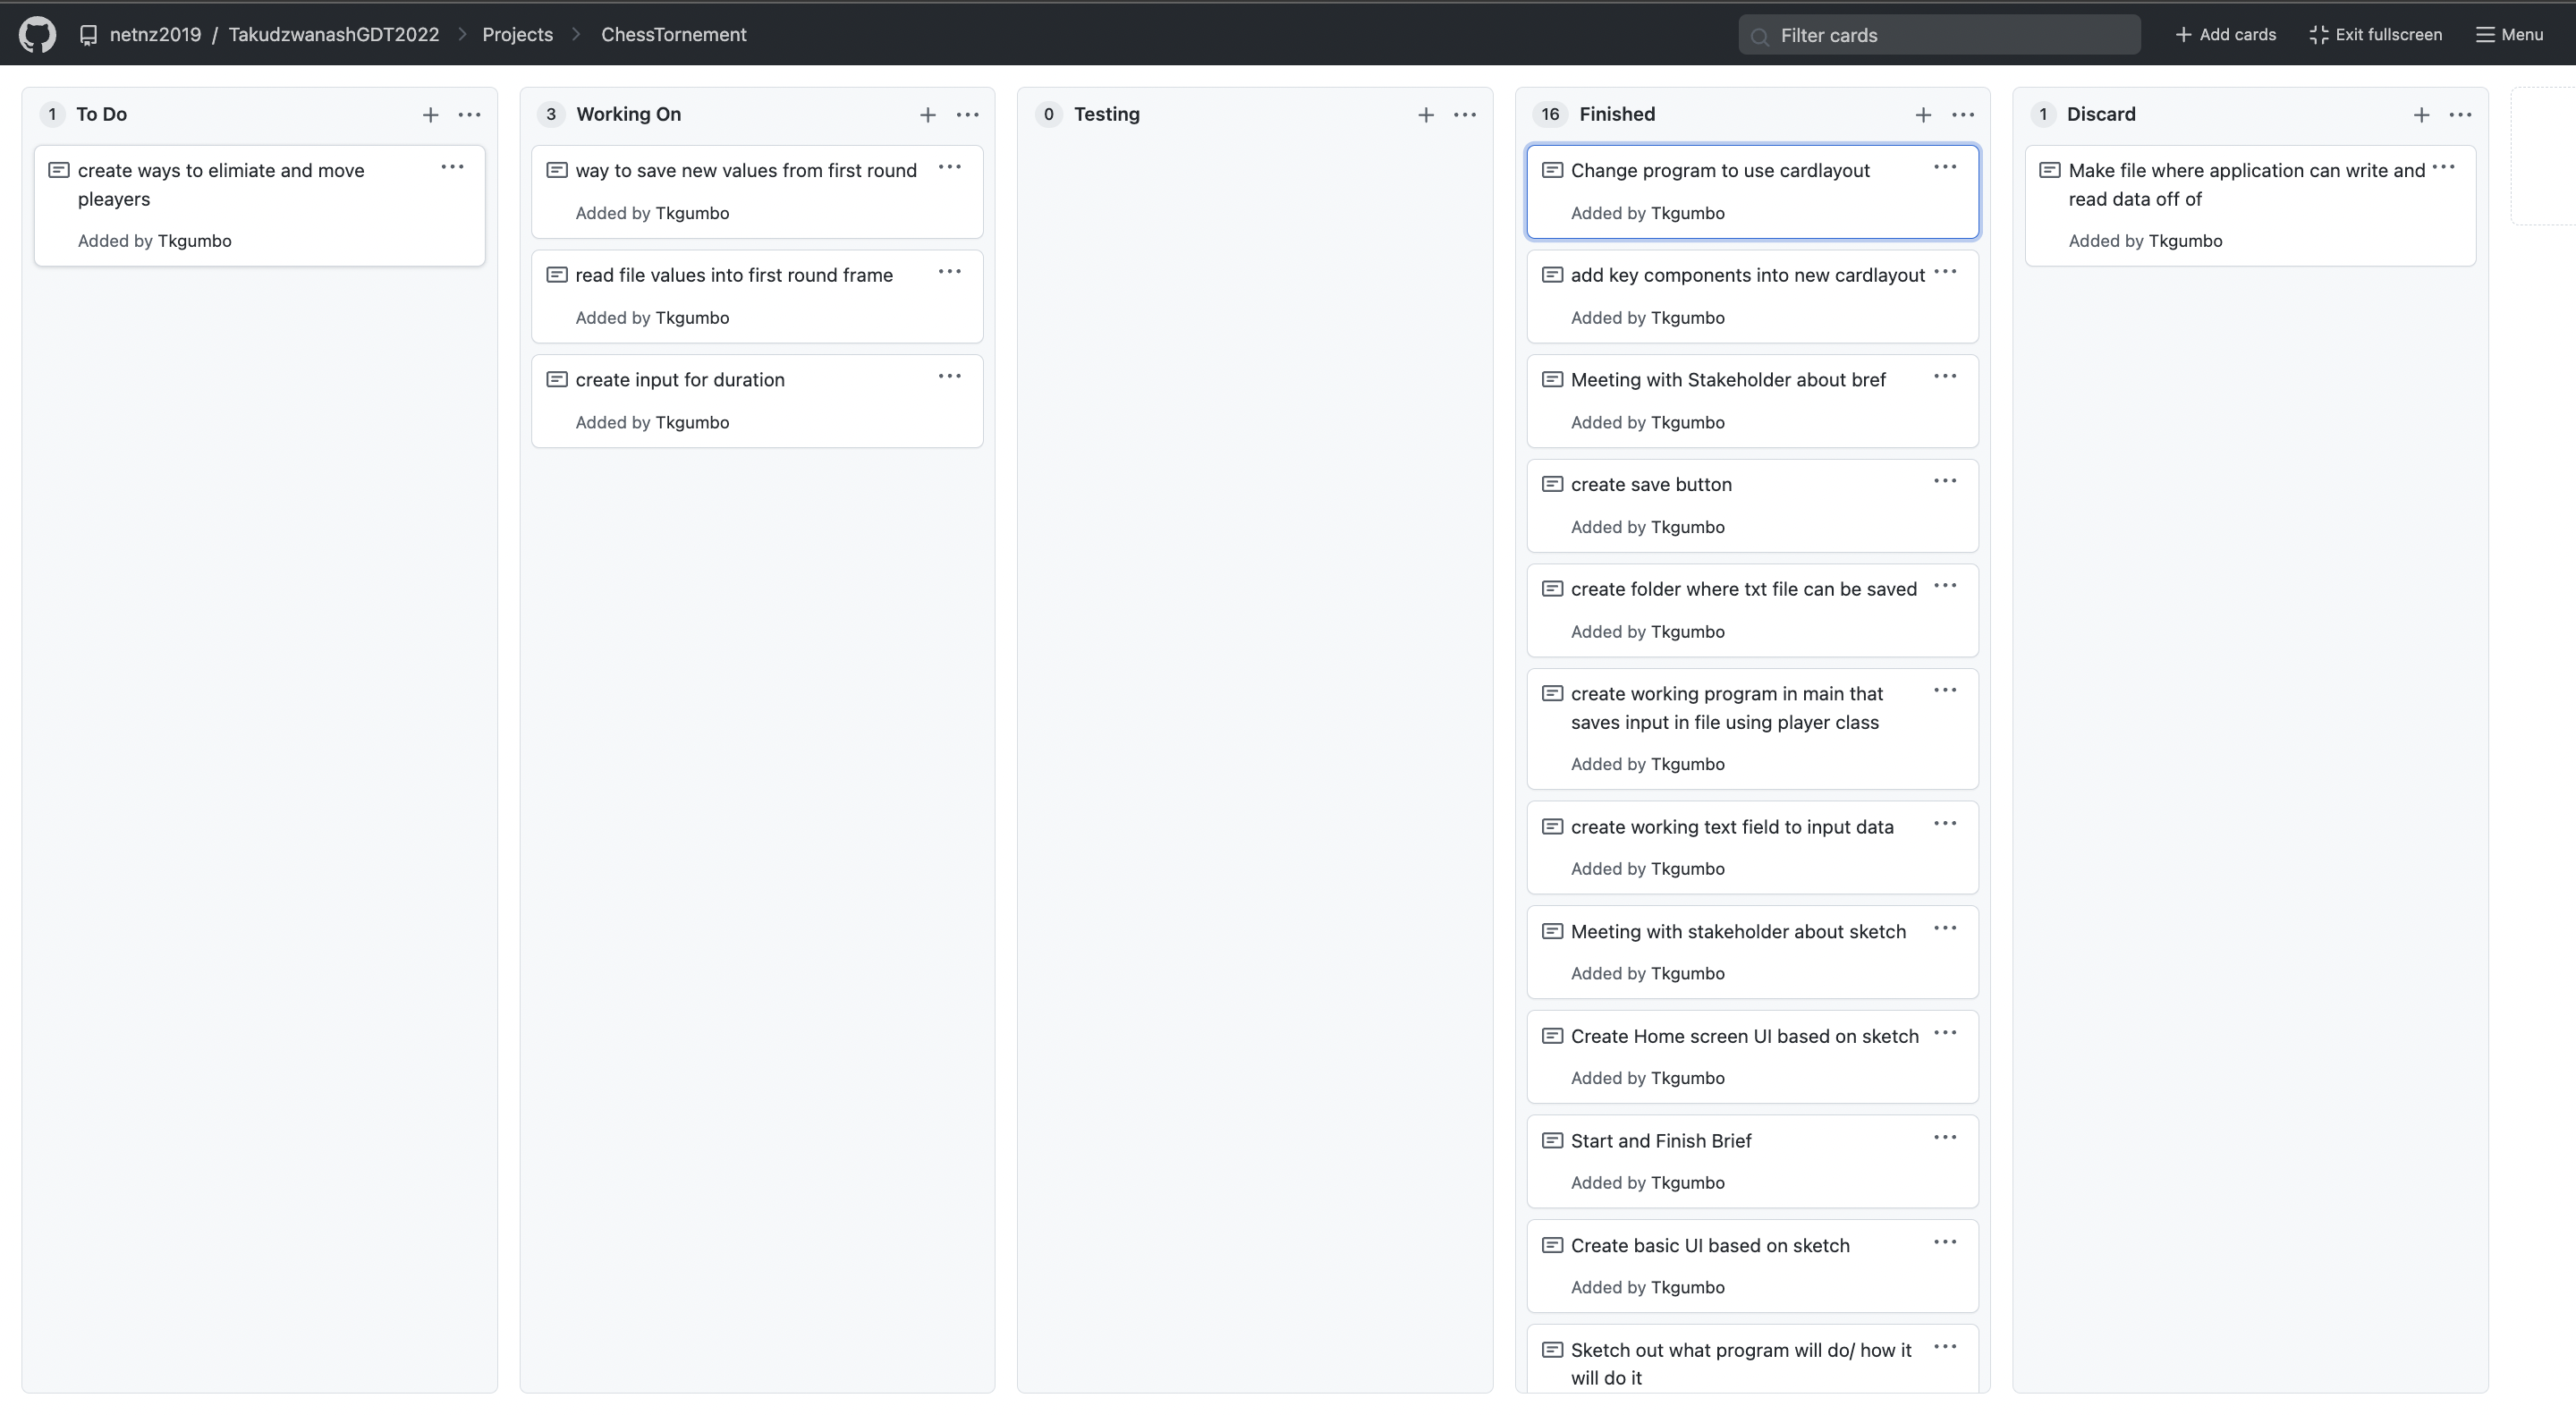 netnz2019 / TakudzwanashGDT2022 > Projects > ChessTornement
Filter cards
+ Add cards
Exit fullscreen
Menu
1 To Do
create ways to elimiate and move
pleayers
Added by Tkgumbo
3 Working On
way to save new values from first round
Added by Tkgumbo
read file values into first round frame
Added by Tkgumbo
create input for duration
Added by Tkgumbo
0 Testing
16 Finished
Change program to use cardlayout
Added by Tkgumbo
add key components into new cardlayout
Added by Tkgumbo
Meeting with Stakeholder about bref
Added by Tkgumbo
create save button
Added by Tkgumbo
create folder where txt file can be saved
Added by Tkgumbo
create working program in main that
saves input in file using player class
Added by Tkgumbo
create working text field to input data
Added by Tkgumbo
Meeting with stakeholder about sketch
Added by Tkgumbo
Create Home screen UI based on sketch
Added by Tkgumbo
Start and Finish Brief
Added by Tkgumbo
Create basic UI based on sketch
Added by Tkgumbo
Sketch out what program will do/ how it
will do it
1 Discard
Make file where application can write and
read data off of
Added by Tkgumbo